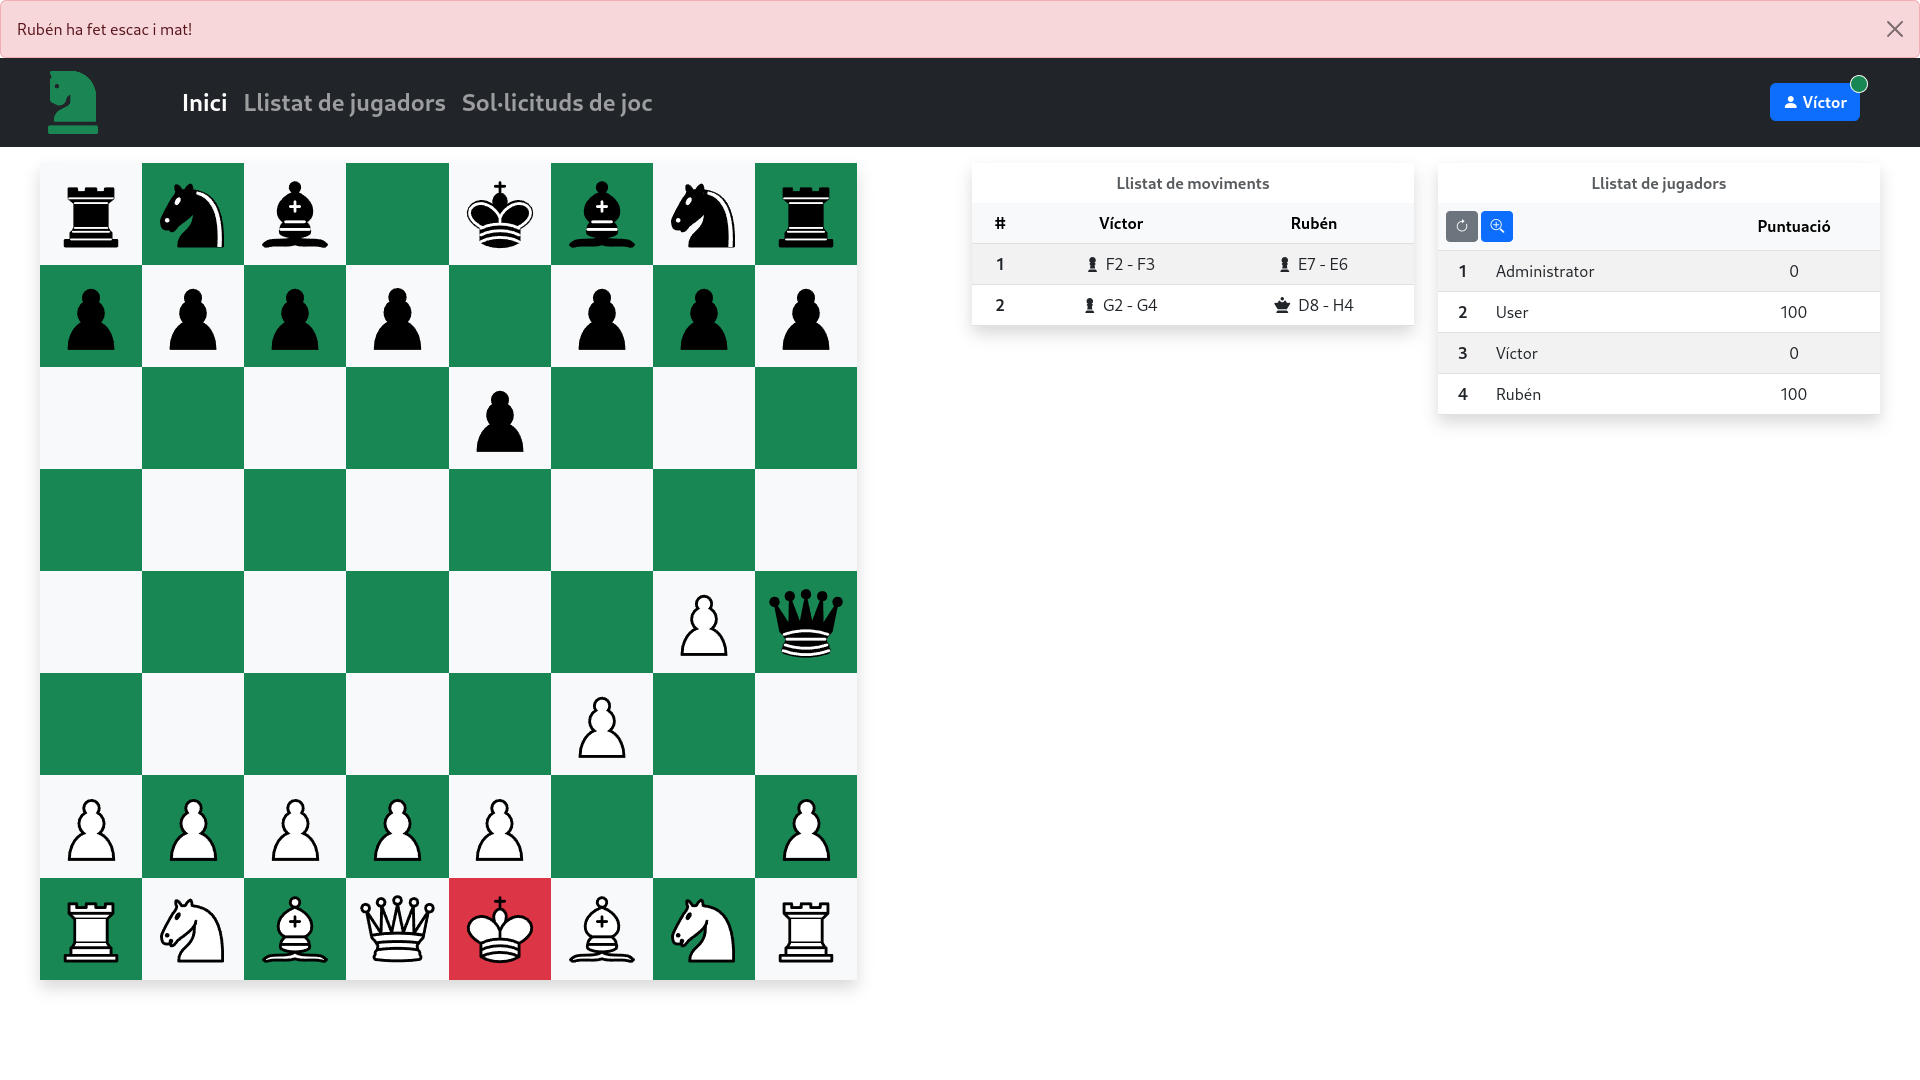 Rubén ha fet escac i mat!
Inici Llistat de jugadors Sol·licituds de joc
Víctor
Llistat de moviments
# Víctor Rubén
1 F2 - F3 E7 - E6
2 G2 - G4 D8 - H4
Llistat de jugadors
Puntuació
1 Administrator 0
2 User 100
3 Víctor 0
4 Rubén 100